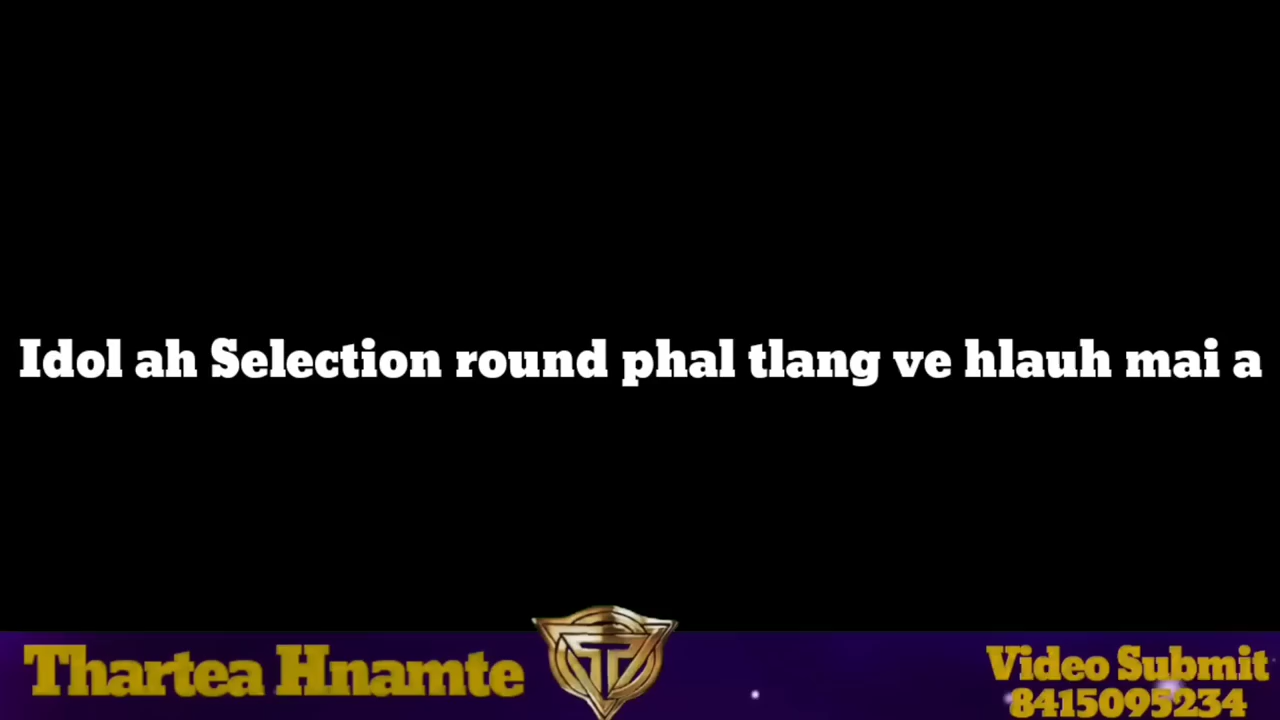 Idol ah Selection round phal tlang ve hlauh mai a
Thartea Hnamte
Video Submit
8415095234